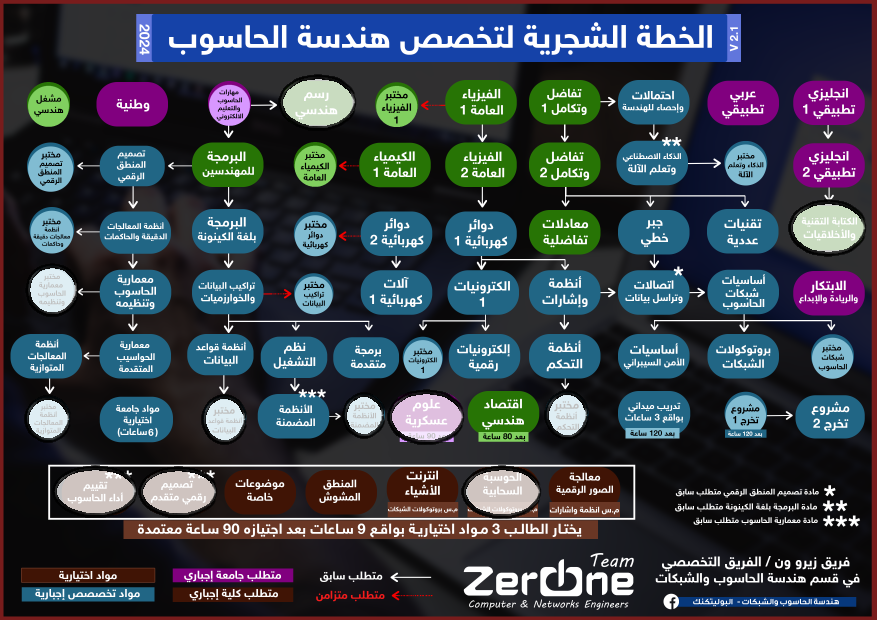 الخطة الشجرية لتخصص هندسة الحاسوب
V 2.1
2024
انجليزي تطبيقي 1
عربي تطبيقي
احتمالات وإحصاء للهندسة
تفاضل وتكامل 1
الفيزياء العامة 1
مختبر الفيزياء 1
رسم هندسي
مهارات الحاسوب والتعليم الالكتروني
وطنية
مشغل هندسي
انجليزي تطبيقي 2
مختبر الذكاء وتعلم الآلة
**
الذكاء الاصطناعي وتعلم الآلة
تفاضل وتكامل 2
الفيزياء العامة 2
الكيمياء العامة 1
مختبر الكيمياء العامة
البرمجة للمهندسين
تصميم المنطق الرقمي
مختبر تصميم المنطق الرقمي
الكتابة التقنية والأخلاقيات
تقنيات عددية
جبر خطي
معادلات تفاضلية
دوائر كهربائية 1
دوائر كهربائية 2
مختبر دوائر كهربائية
البرمجة بلغة الكينونة
أنظمة المعالجات الدقيقة والحاكمات
مختبر أنظمة معالجات دقيقة وحاكمات
الابتكار والريادة والإبداع
أساسيات شبكات الحاسوب
*
اتصالات وتراسل بيانات
أنظمة وإشارات
الكترونيات 1
آلات كهربائية 1
مختبر تراكيب البيانات
تراكيب البيانات والخوارزميات
معمارية الحاسوب وتنظيمه
مختبر معمارية الحاسوب وتنظيمه
مختبر شبكات الحاسوب
بروتوكولات الشبكات
أساسيات الأمن السيبراني
أنظمة التحكم
إلكترونيات رقمية
مختبر الكترونيات 1
برمجة متقدمة
نظم التشغيل
أنظمة قواعد البيانات
معمارية الحواسيب المتقدمة
أنظمة المعالجات المتوازية
مشروع تخرج 2
مشروع تخرج 1
بعد 120 ساعة
تدريب ميداني بواقع 3 ساعات
بعد 120 ساعة
مختبر أنظمة التحكم
اقتصاد هندسي
بعد 80 ساعة
علوم عسكرية
بعد 90 ساعة
مختبر الأنظمة المضمنة
***
الأنظمة المضمنة
مختبر أنظمة قواعد البيانات
مواد جامعة (6 ساعات)
مختبر أنظمة المعالجات المتوازية
معالجة الصور الرقمية
م.س انظمة واشارات
الحوسبة السحابية
انترنت الأشياء
م.س بروتوكولات الشبكات
المنطق المشوش
موضوعات خاصة
***
تصميم رقمي متقدم
***
تقييم أداء الحاسوب
يختار الطالب 3 مواد اختيارية بواقع 9 ساعات بعد اجتيازه 90 ساعة معتمدة
* مادة تصميم المنطق الرقمي متطلب سابق
** مادة البرمجة بلغة الكينونة متطلب سابق
*** مادة معمارية الحاسوب متطلب سابق
فريق زيرو ون / الفريق التخصصي
في قسم هندسة الحاسوب والشبكات
هندسة الحاسوب والشبكات - البوليتكنك
Team
ZerOne
Computer & Networks Engineers
متطلب سابق
متطلب متزامن
متطلب جامعة إجباري
متطلب كلية إجباري
مواد اختيارية
مواد تخصصص إجبارية